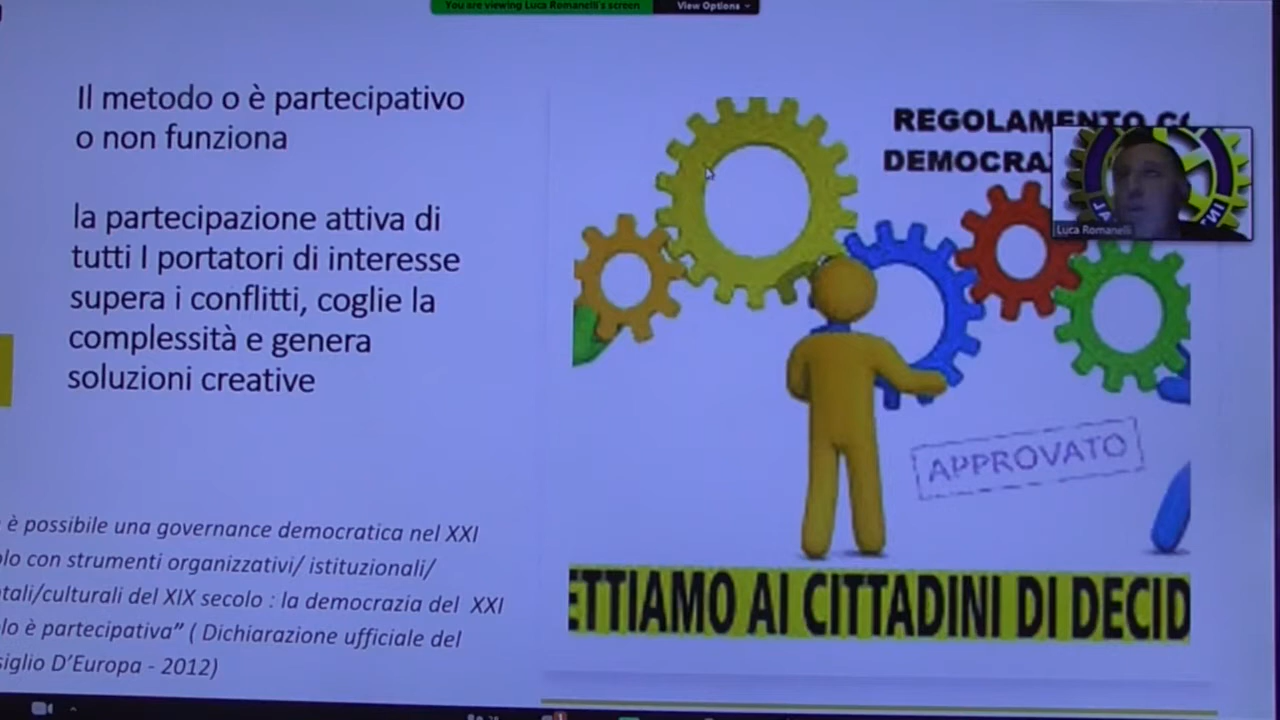 You are viewing Luca Romanelli's screen
View Options
Il metodo o è partecipativo
o non funziona
la partecipazione attiva di
tutti I portatori di interesse
supera i conflitti, coglie la
complessità e genera
soluzioni creative
è possibile una governance democratica nel XXI
lo con strumenti organizzativi/ istituzionali/
tali/culturali del XIX secolo : la democrazia del XXI
lo è partecipativa” ( Dichiarazione ufficiale del
siglio D’Europa - 2012)
REGOLAMENTO CO
DEMOCRA
Luca Romanelli
APPROVATO
ETTIAMO AI CITTADINI DI DECID